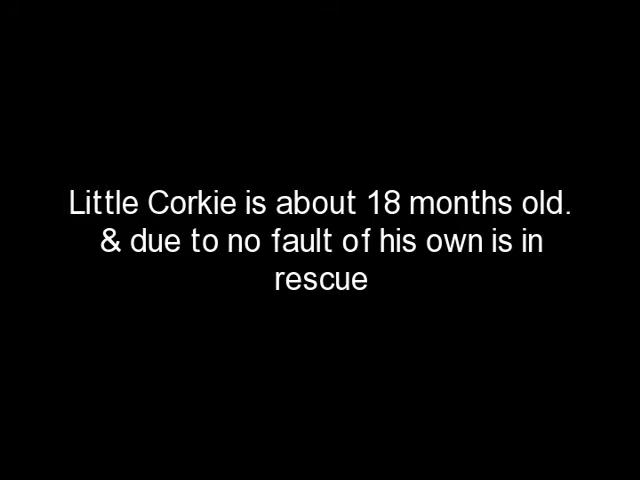 Little Corkie is about 18 months old.
& due to no fault of his own is in
rescue